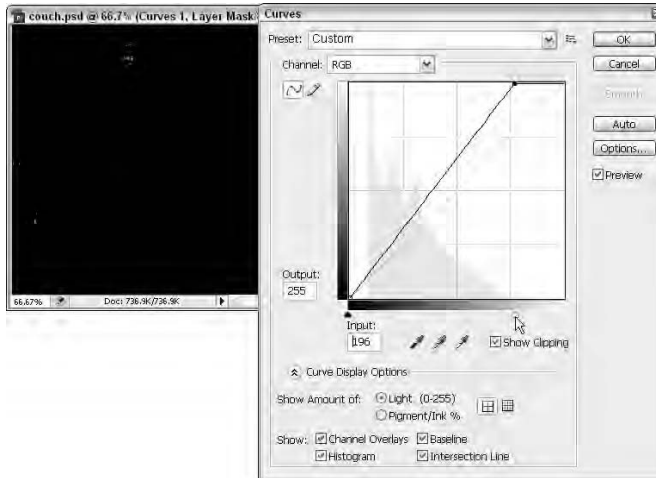 couch.psd @ 66.7% (Curves 1, Layer Mask
66.67%
Doc: 736.9K/736.9K
Curves
Preset: Custom
OK
Channel: RGB
Cancel
Smooth
Auto
Options...
Preview
Output:
255
Input:
196
Show Clipping
Curve Display Options
Show Amount of: Light (0-255)
Pigment/Ink %
Show: Channel Overlays Baseline
Histogram Intersection Line